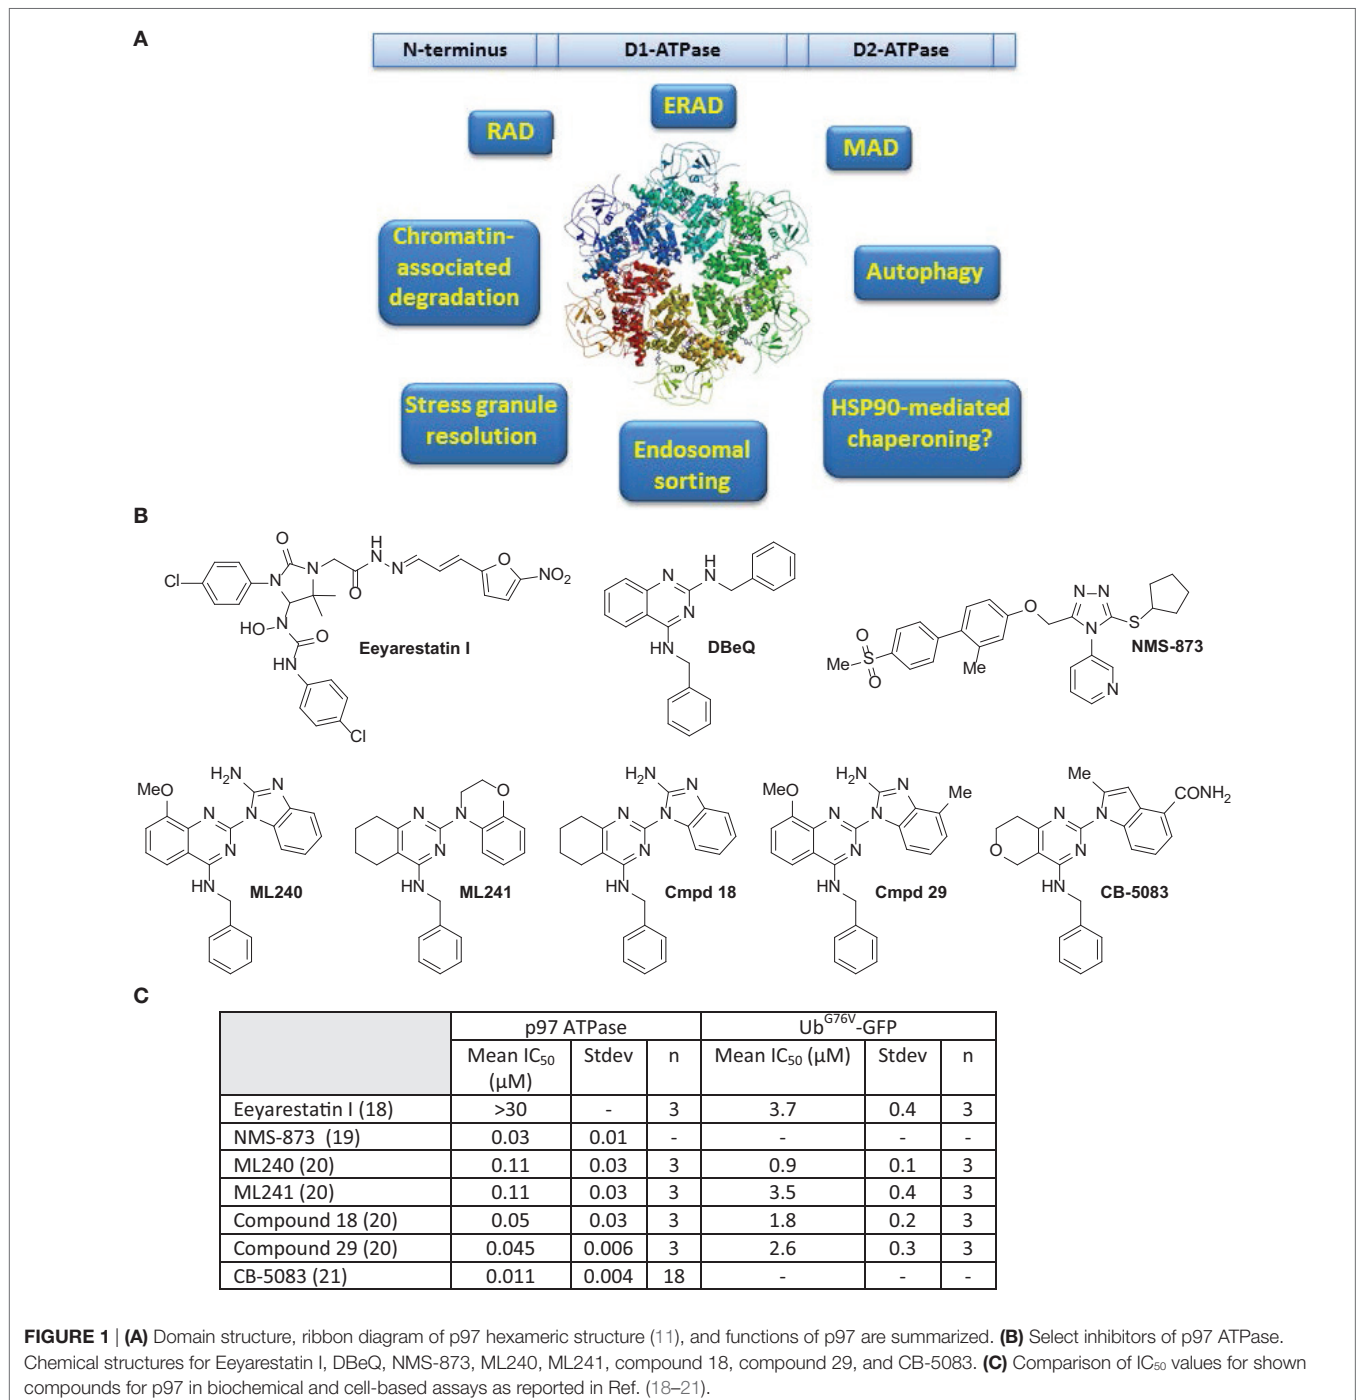 A
N-terminus D1-ATPase D2-ATPase
ERAD
RAD
MAD
Chromatin-
associated
degradation
Autophagy
Stress granule
resolution
HSP90-mediated
chaperoning?
Endosomal
sorting
B
O
H
N
N
N
N
O
Cl
O
NO2
HO
N
O
HN
Cl
Eeyarestatin I
H
N
N
N
HN
DBeQ
N N
N
O
S
O
S
O
Me
Me
N
NMS-873
H2N
MeO
N
N
N
N
HN
ML240
O
N
N
N
HN
ML241
H2N
N
N
N
N
HN
Cmpd 18
H2N
MeO
N
N
N
N
Me
HN
Cmpd 29
Me
N
N
N
O
CONH2
HN
CB-5083
C
p97 ATPase UbG76V-GFP
Mean IC50 (μM) Stdev n Mean IC50 (μM) Stdev n
Eeyarestatin I (18) >30 - 3 3.7 0.4 3
NMS-873 (19) 0.03 0.01 - - - -
ML240 (20) 0.11 0.03 3 0.9 0.1 3
ML241 (20) 0.11 0.03 3 3.5 0.4 3
Compound 18 (20) 0.05 0.03 3 1.8 0.2 3
Compound 29 (20) 0.045 0.006 3 2.6 0.3 3
CB-5083 (21) 0.011 0.004 18 - - -
FIGURE 1 | (A) Domain structure, ribbon diagram of p97 hexameric structure (11), and functions of p97 are summarized. (B) Select inhibitors of p97 ATPase.
Chemical structures for Eeyarestatin I, DBeQ, NMS-873, ML240, ML241, compound 18, compound 29, and CB-5083. (C) Comparison of IC50 values for shown
compounds for p97 in biochemical and cell-based assays as reported in Ref. (18–21).